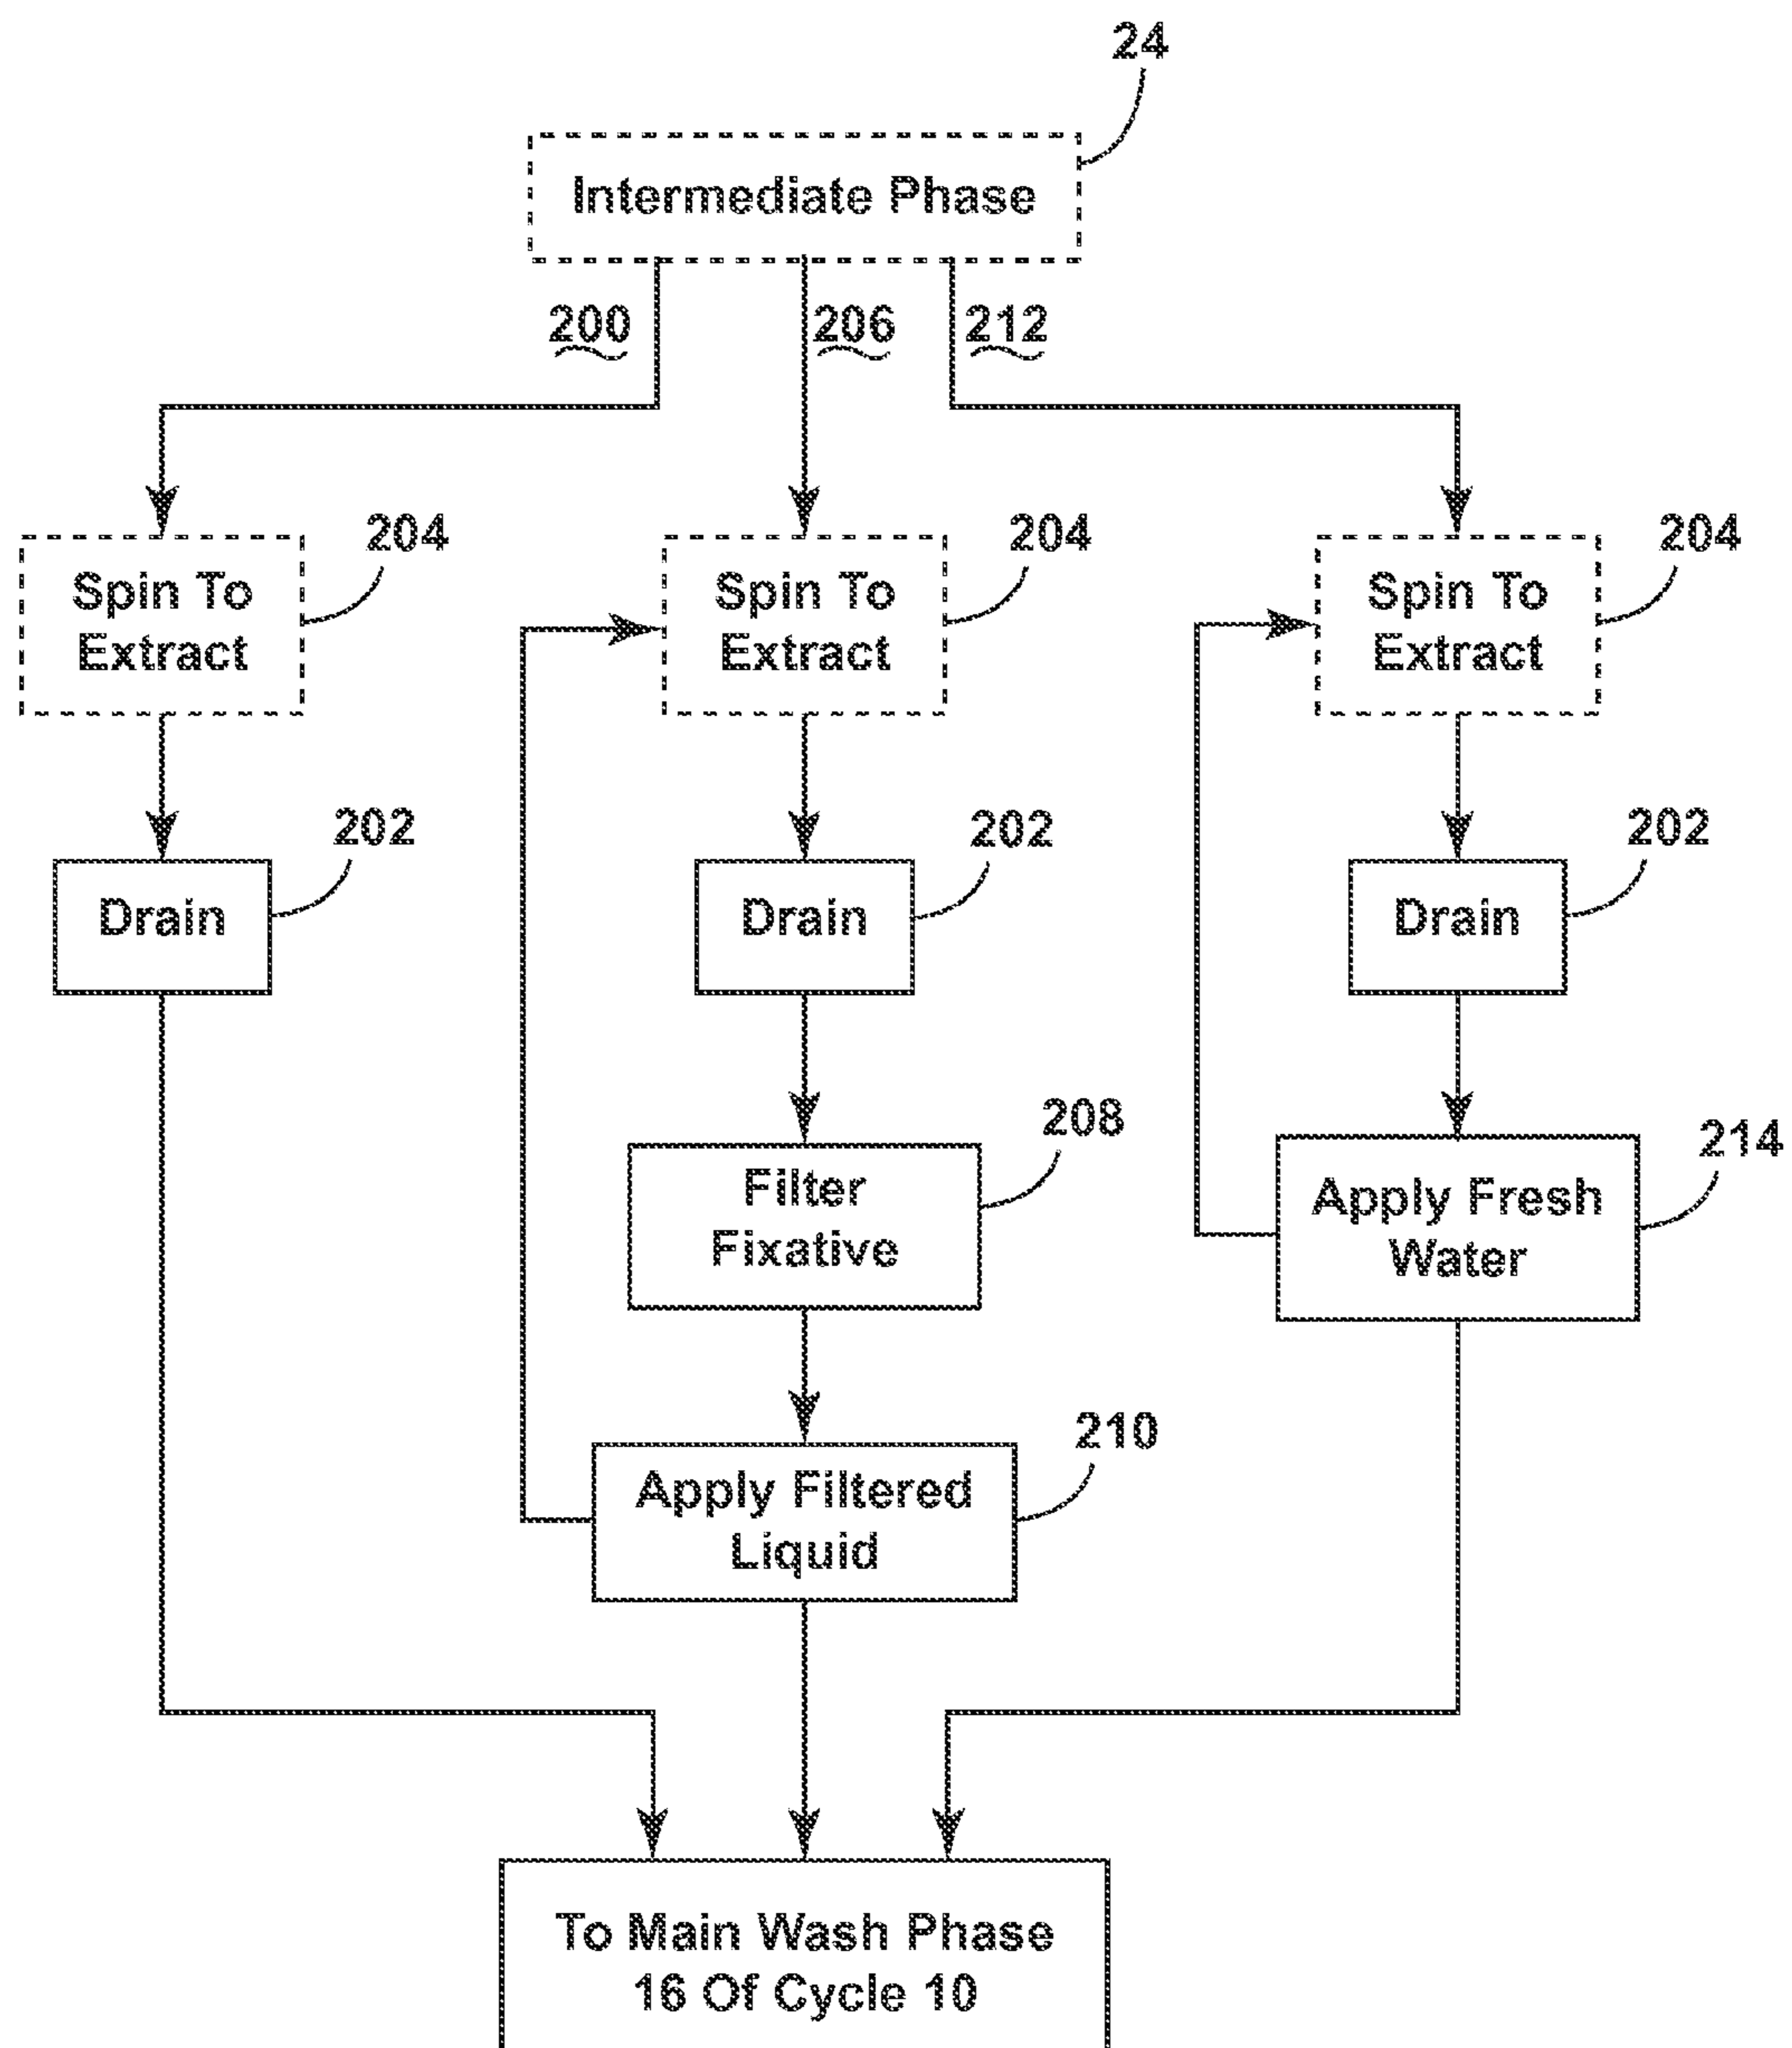 24
Intermediate Phase
200 206 212
204 204 204
Spin To Spin To Spin To
Extract Extract Extract
202 202 202
Drain Drain Drain
208
214
Filter
Fixative
Apply Fresh
Water
210
Apply Filtered
Liquid
To Main Wash Phase
16 Of Cycle 10